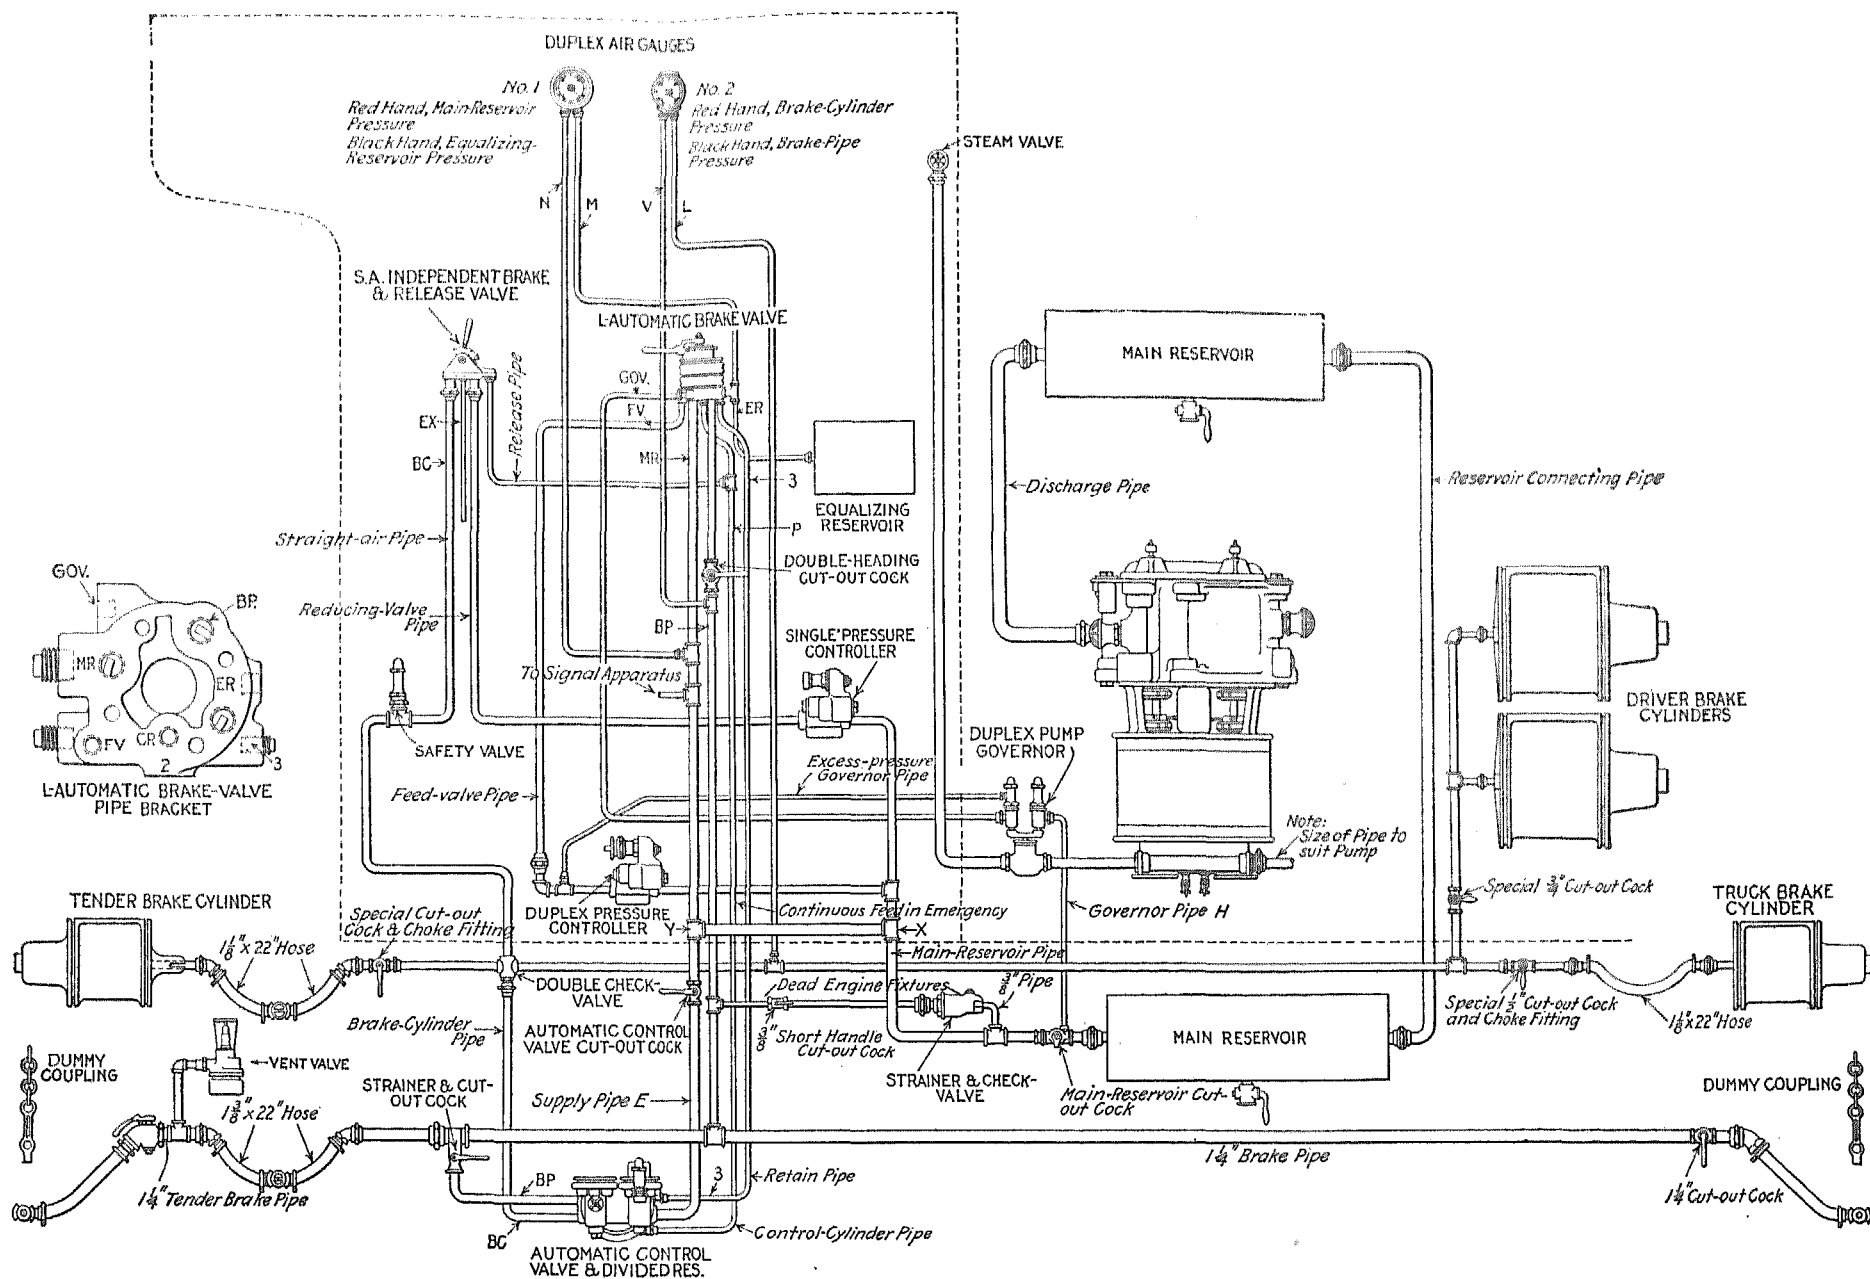 DUPLEX AIR GAUGES
No. 1
Red Hand, Main-Reservoir
Pressure
Black Hand, Equalizing-
Reservoir Pressure
No. 2
Red Hand, Brake-Cylinder
Pressure
Black Hand, Brake-Pipe
Pressure
STEAM VALVE
N
M
V
L
S.A. INDEPENDENT BRAKE
& RELEASE VALVE
L-AUTOMATIC BRAKE VALVE
MAIN RESERVOIR
GOV.
FV
ER
EX
BC
Release Pipe
MR
3
P
EQUALIZING
RESERVOIR
Discharge Pipe
Reservoir Connecting Pipe
Straight-air Pipe
DOUBLE-HEADING
CUT-OUT COCK
Reducing-Valve
Pipe
BP
SINGLE PRESSURE
CONTROLLER
To Signal Apparatus
GOV.
BP.
MR
ER
FV
CR
2
3
L-AUTOMATIC BRAKE-VALVE
PIPE BRACKET
SAFETY VALVE
DUPLEX PUMP
GOVERNOR
DRIVER BRAKE
CYLINDERS
Excess-pressure
Governor Pipe
Feed-valve Pipe
Note:
Size of Pipe to
suit Pump
TENDER BRAKE CYLINDER
Special Cut-out
Cock & Choke Fitting
DUPLEX PRESSURE
CONTROLLER
Y
Continuous Feed in Emergency
X
Governor Pipe H
Special 3/4" Cut-out Cock
TRUCK BRAKE
CYLINDER
1 1/8" x 22" Hose
Main-Reservoir Pipe
DOUBLE CHECK-
VALVE
Dead Engine Fixtures
3/8" Pipe
Brake-Cylinder
Pipe
AUTOMATIC CONTROL
VALVE CUT-OUT COCK
3/8" Short Handle
Cut-out Cock
MAIN RESERVOIR
Special 1/2" Cut-out Cock
and Choke Fitting
1 1/8" x 22" Hose
DUMMY
COUPLING
VENT VALVE
STRAINER & CUT-
OUT COCK
STRAINER & CHECK-
VALVE
Main-Reservoir Cut-
out Cock
DUMMY COUPLING
1 3/8" x 22" Hose
Supply Pipe E
1 1/4" Brake Pipe
1 1/4" Tender Brake Pipe
BP
3
Retain Pipe
1 1/4" Cut-out Cock
BC
Control-Cylinder Pipe
AUTOMATIC CONTROL
VALVE & DIVIDED RES.